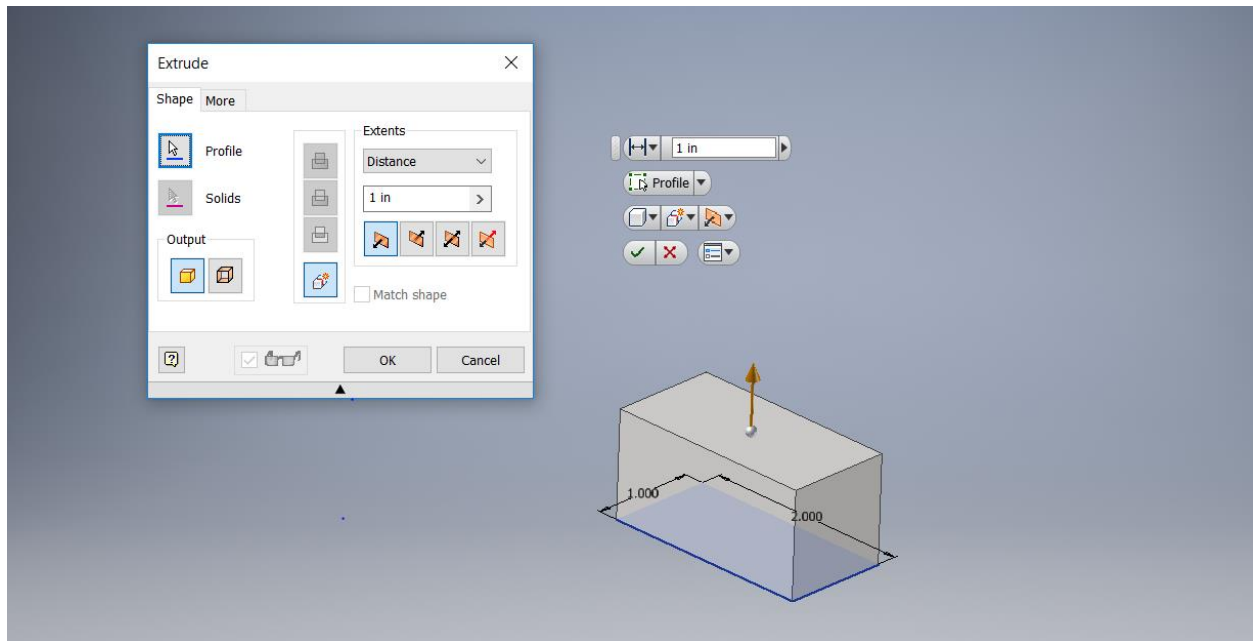 Extrude
Shape More
Profile
Solids
Output
Extents
Distance
1 in
Match shape
OK Cancel
1 in
Profile
1.000
2.000